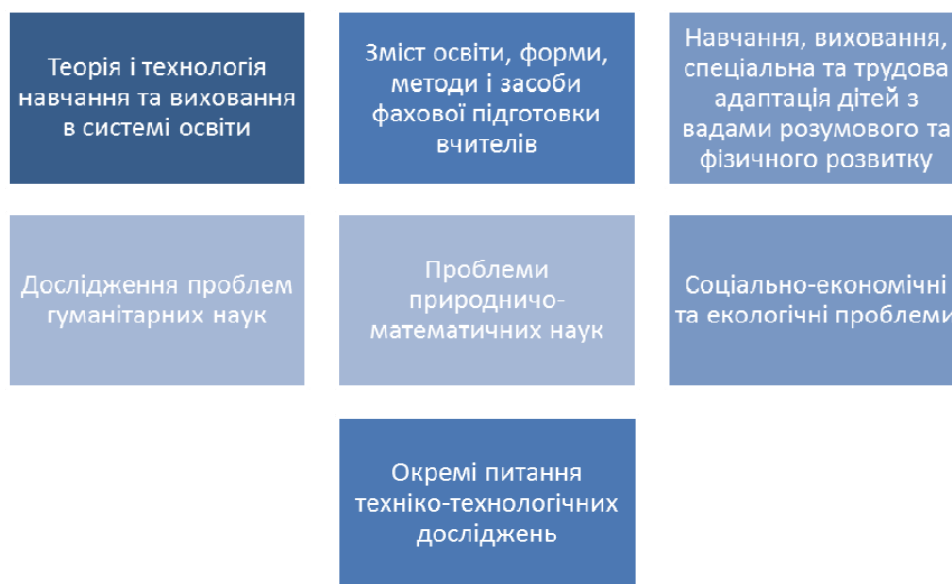 Теорія і технологія
навчання та виховання
в системі освіти
Зміст освіти, форми,
методи і засоби
фахової підготовки
вчителів
Навчання, виховання,
спеціальна та трудова
адаптація дітей з
вадами розумового та
фізичного розвитку
Дослідження проблем
гуманітарних наук
Проблеми
природничо-
математичних наук
Соціально-економічні
та екологічні проблеми
Окремі питання
техніко-технологічних
досліджень